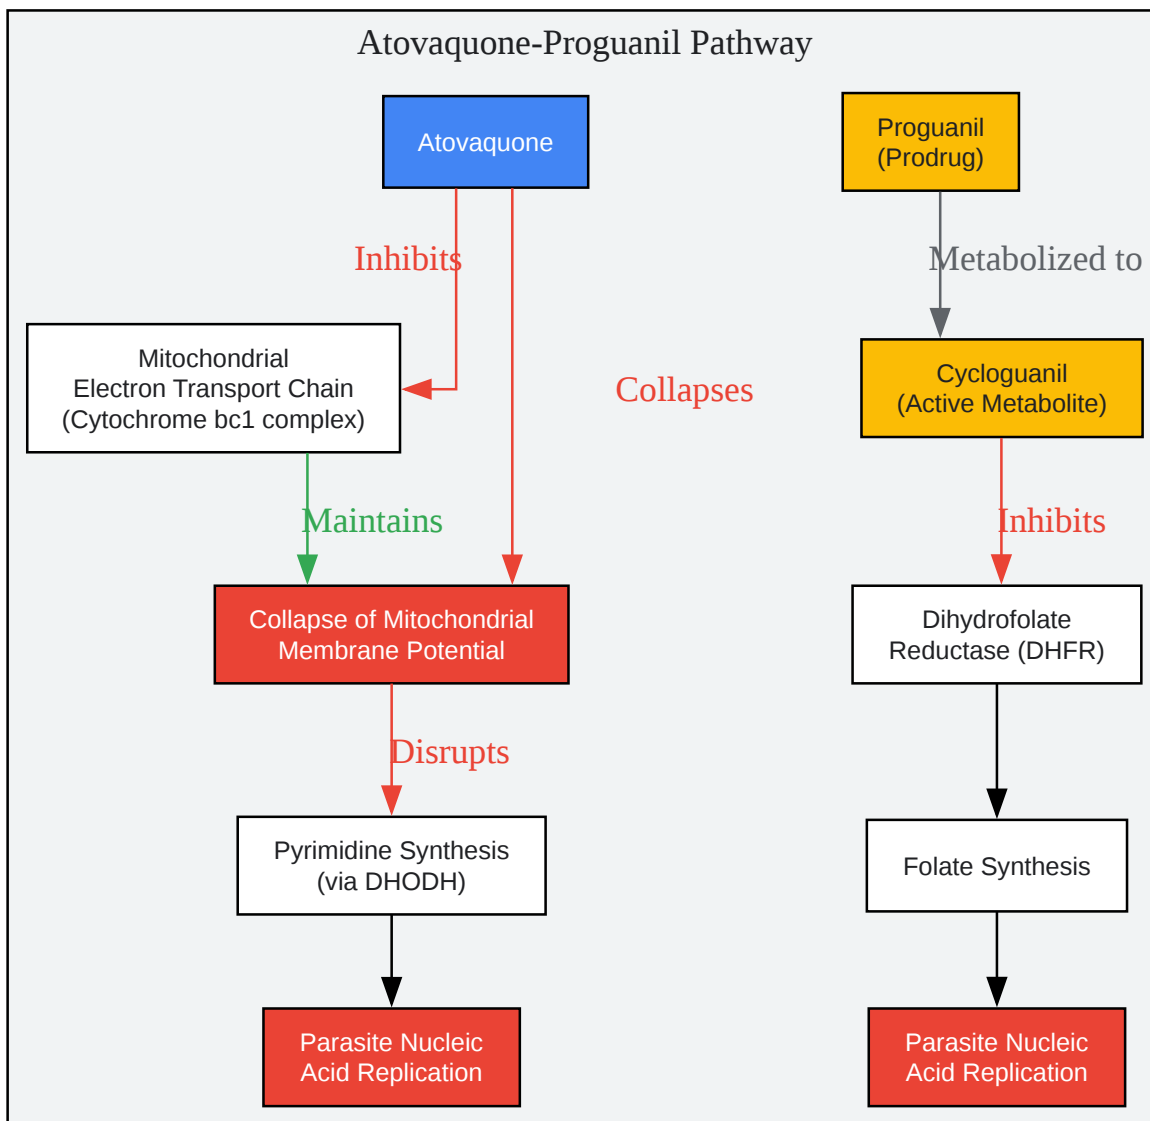 Atovaquone-Proguanil Pathway
Atovaquone
Proguanil
(Prodrug)
Inhibits
Metabolized to
Mitochondrial
Electron Transport Chain
(Cytochrome bc1 complex)
Collapses
Cycloguanil
(Active Metabolite)
Maintains
Inhibits
Collapse of Mitochondrial
Membrane Potential
Dihydrofolate
Reductase (DHFR)
Disrupts
Pyrimidine Synthesis
(via DHODH)
Folate Synthesis
Parasite Nucleic
Acid Replication
Parasite Nucleic
Acid Replication